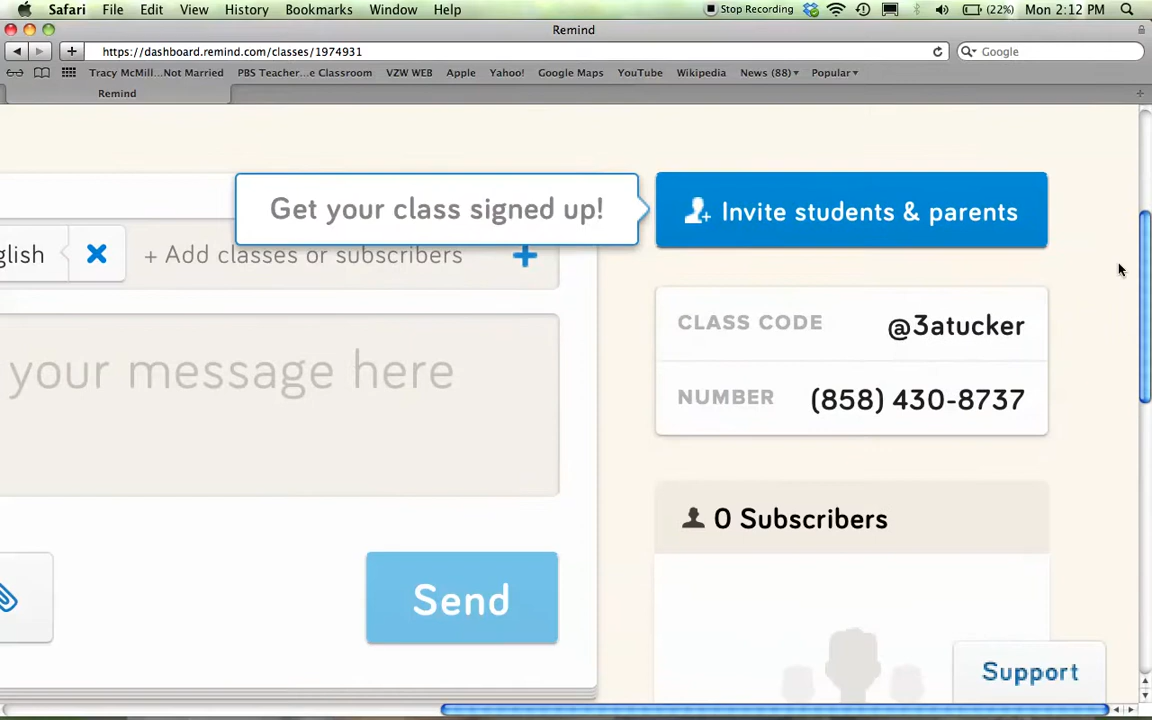 Safari File Edit View History Bookmarks Window Help Stop Recording (22%) Mon 2:12 PM
Remind
https://dashboard.remind.com/classes/1974931 Google
Tracy McMill...Not Married PBS Teacher...e Classroom VZW WEB Apple Yahoo! Google Maps YouTube Wikipedia News (88) Popular
Remind
Get your class signed up! Invite students & parents
glish + Add classes or subscribers
CLASS CODE @3atucker
your message here
NUMBER (858) 430-8737
0 Subscribers
Send
Support